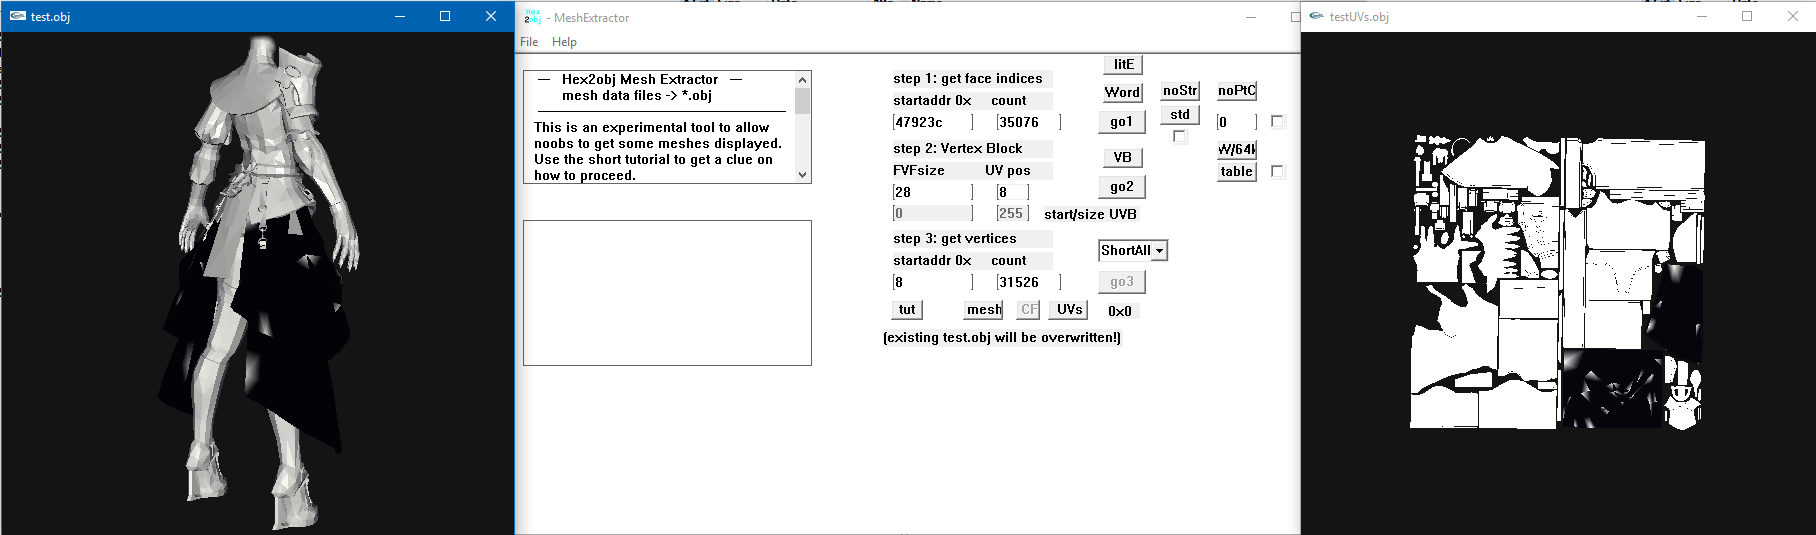 test.obj
Hex
2obj - MeshExtractor
File Help
— Hex2obj Mesh Extractor —
mesh data files -> *.obj
This is an experimental tool to allow
noobs to get some meshes displayed.
Use the short tutorial to get a clue on
how to proceed.
step 1: get face indices
startaddr 0x count
47923c 35076
step 2: Vertex Block
FVFsize UV pos
28 8
0 255 start/size UVB
step 3: get vertices
startaddr 0x count
8 31526
tut mesh CF UVs 0x0
(existing test.obj will be overwritten!)
litE
Word noStr noPtC
go1 std 0
VB W/64k
go2 table
ShortAll
go3
testUVs.obj